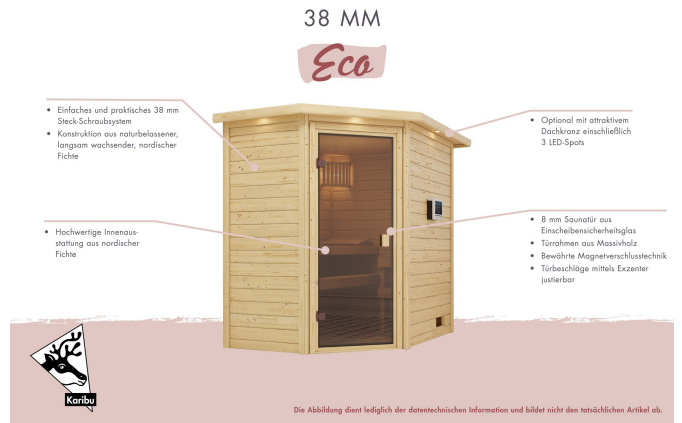 38 MM
Eco
• Einfaches und praktisches 38 mm
Steck-Schraubsystem
• Konstruktion aus naturbelassener,
langsam wachsender, nordischer
Fichte
• Optional mit attraktivem
Dachkranz einschließlich
3 LED-Spots
• Hochwertige Innenaus-
stattung aus nordischer
Fichte
• 8 mm Saunatür aus
Einscheibensicherheitsglas
• Türrahmen aus Massivholz
• Bewährte Magnetverschlusstechnik
• Türbeschläge mittels Exzenter
justierbar
Karibu
Die Abbildung dient lediglich der datentechnischen Information und bildet nicht den tatsächlichen Artikel ab.